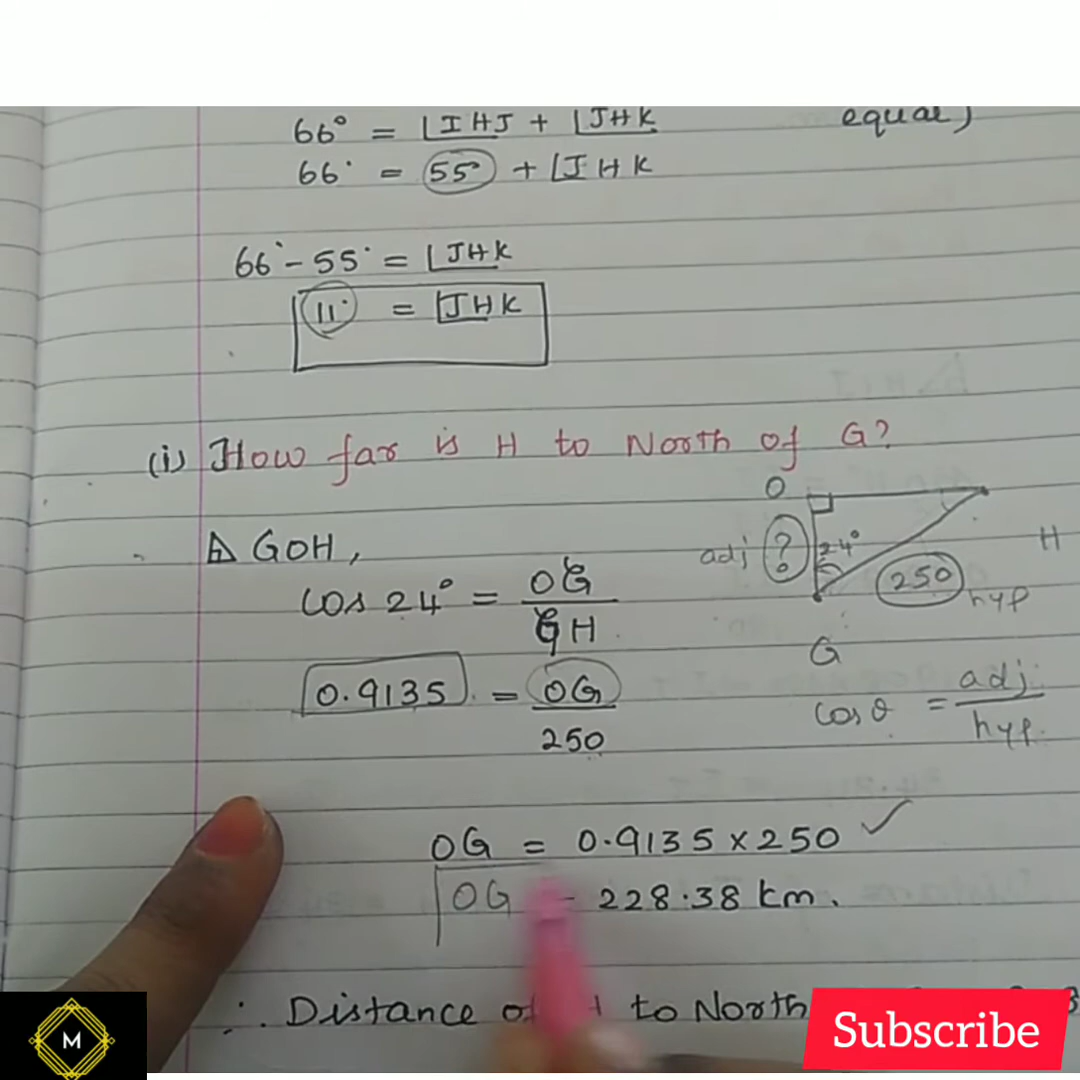 66° = ∠IHJ + ∠JHK equal)
66° = 55° + ∠JHK
66° - 55° = ∠JHK
11° = ∠JHK
(i) How far is H to North of G?
O
△ GOH,
adj ? 24° H
250 hyp
cos 24° = OG / GH
G
0.9135 = OG / 250
cos θ = adj. / hyp.
OG = 0.9135 × 250 ✓
OG = 228.38 km.
∴ Distance of H to North
M
Subscribe